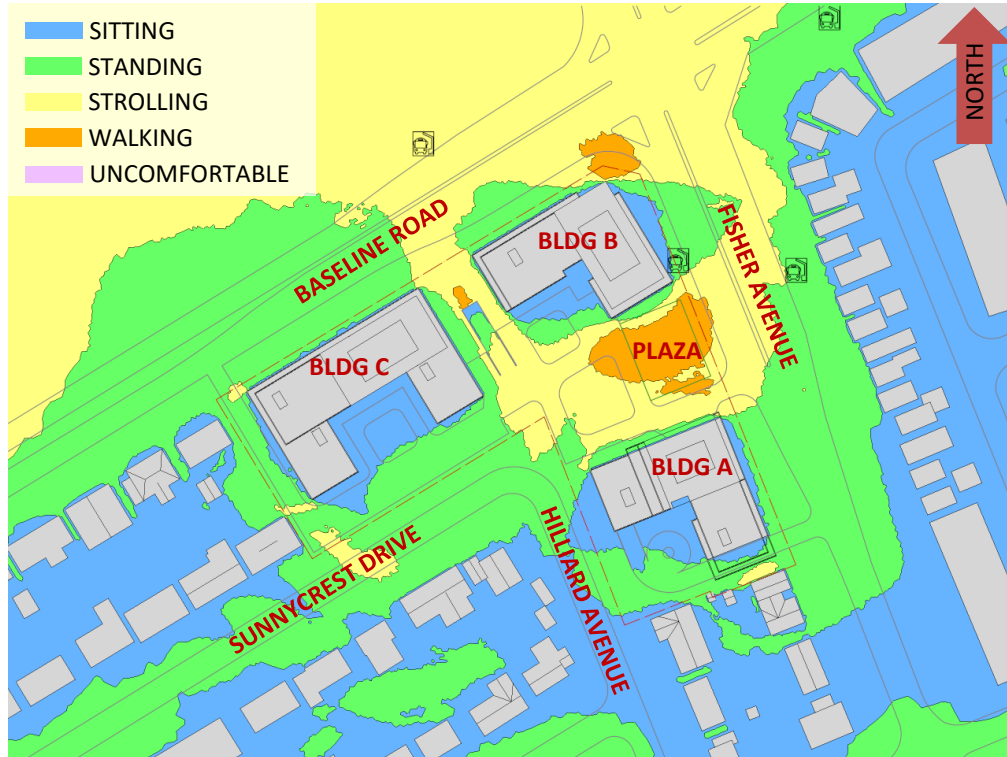 SITTING
STANDING
STROLLING
WALKING
UNCOMFORTABLE
NORTH
BASELINE ROAD
BLDG B
FISHER AVENUE
PLAZA
BLDG C
BLDG A
HILLIARD AVENUE
SUNNYCREST DRIVE